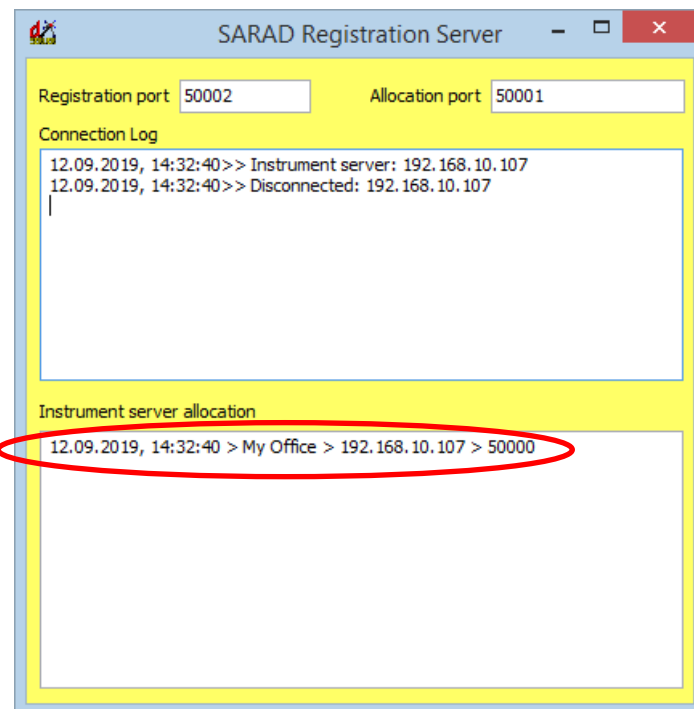 SARAD Registration Server
Registration port 50002 Allocation port 50001
Connection Log
12.09.2019, 14:32:40>> Instrument server: 192.168.10.107
12.09.2019, 14:32:40>> Disconnected: 192.168.10.107
Instrument server allocation
12.09.2019, 14:32:40 > My Office > 192.168.10.107 > 50000